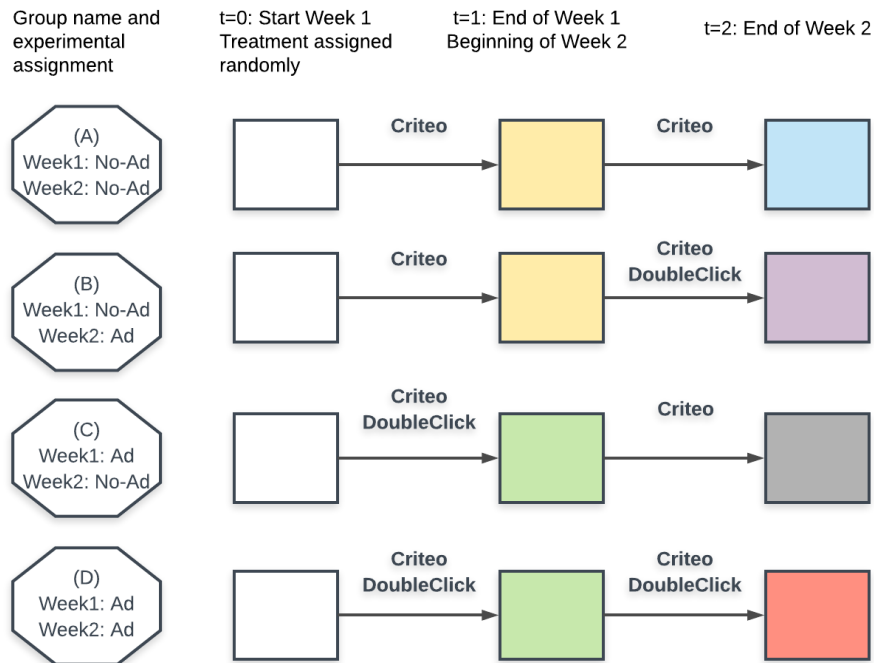 Group name and
experimental
assignment
t=0: Start Week 1
Treatment assigned
randomly
t=1: End of Week 1
Beginning of Week 2
t=2: End of Week 2
(A)
Week1: No-Ad
Week2: No-Ad
Criteo
Criteo
(B)
Week1: No-Ad
Week2: Ad
Criteo
Criteo
DoubleClick
(C)
Week1: Ad
Week2: No-Ad
Criteo
DoubleClick
Criteo
(D)
Week1: Ad
Week2: Ad
Criteo
DoubleClick
Criteo
DoubleClick